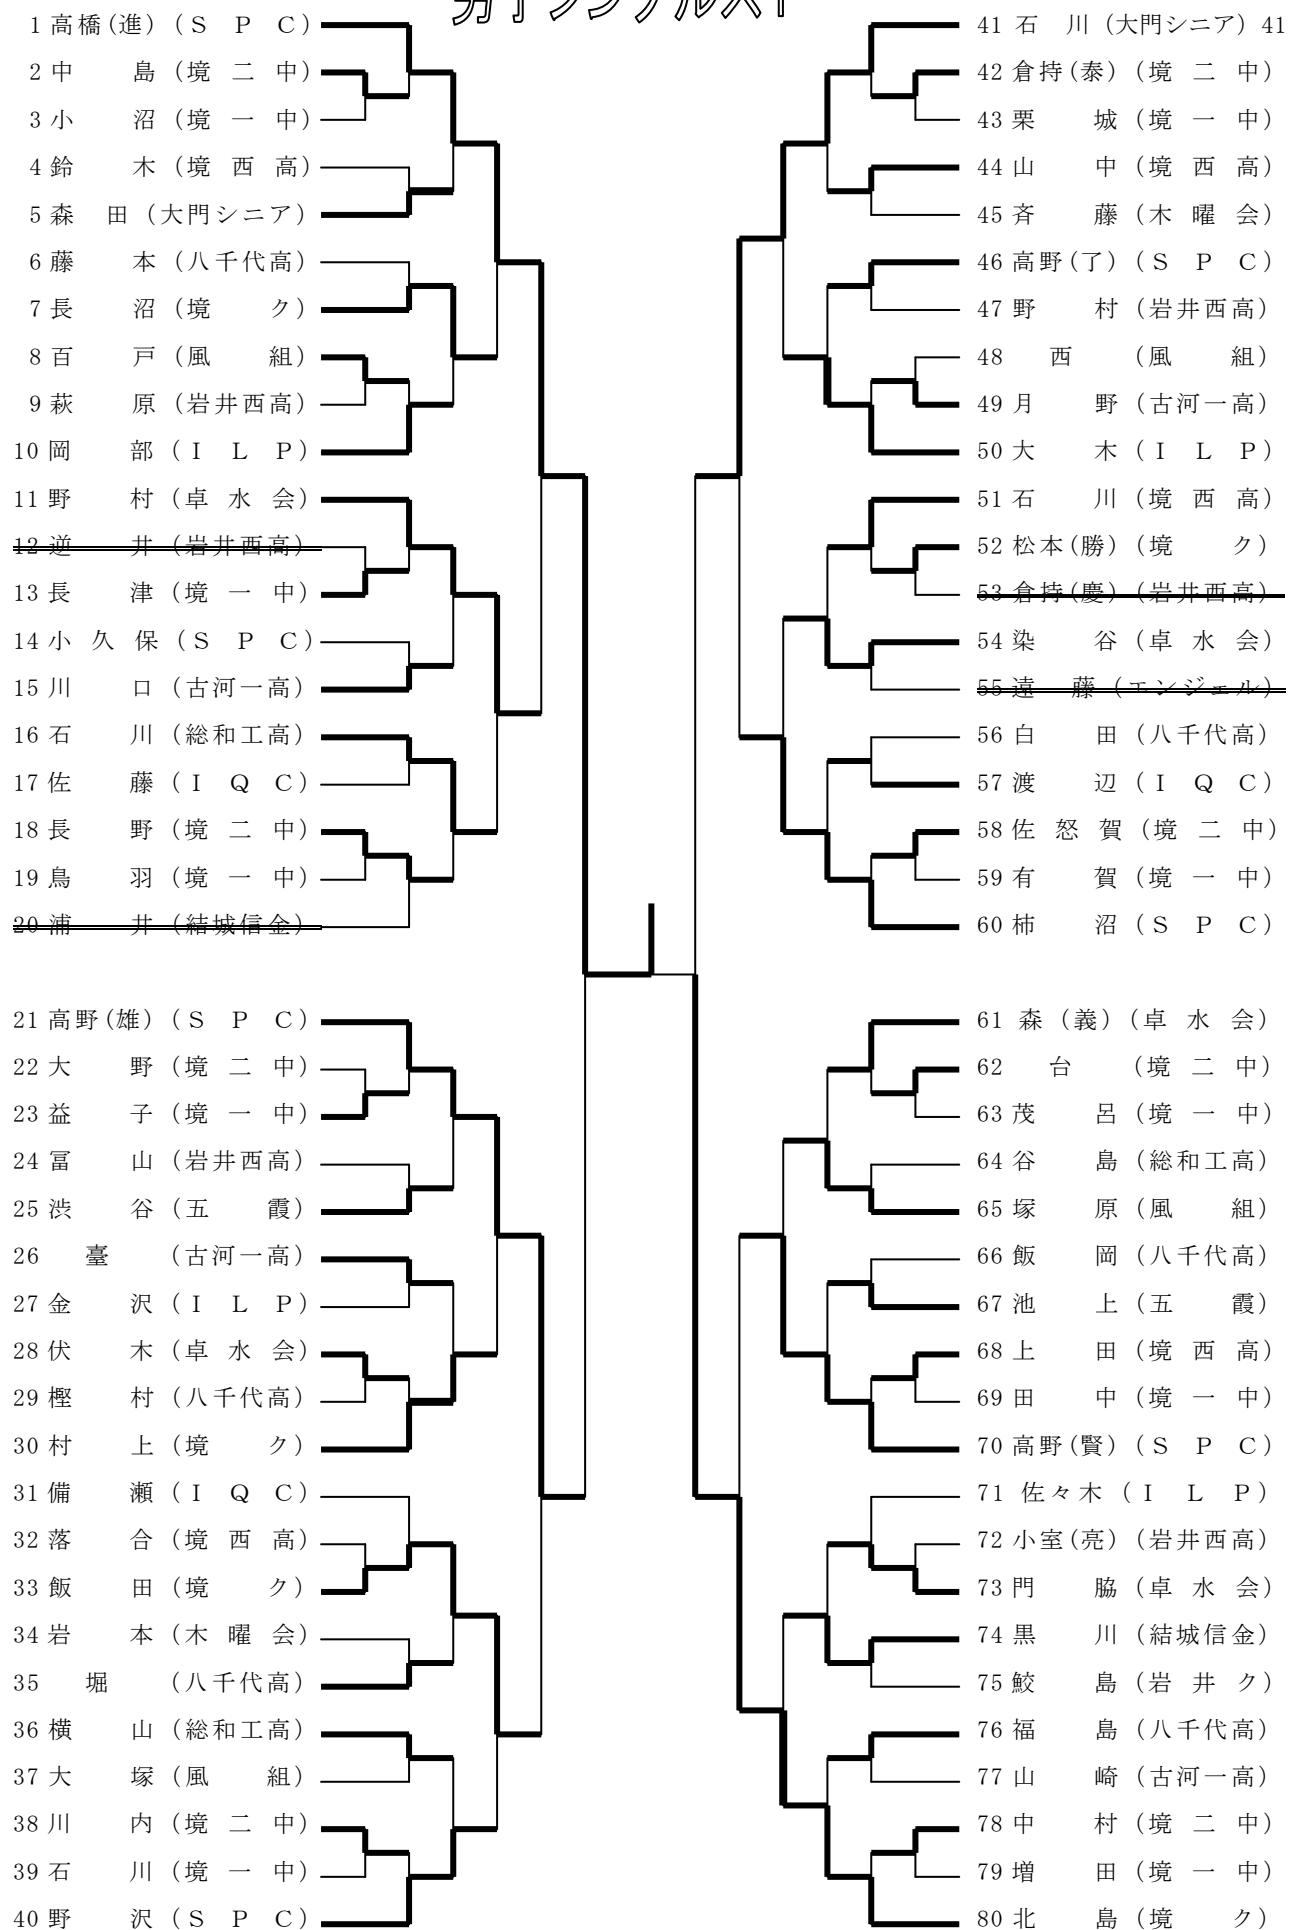 1 高橋(進)（S P C）
2 中 島（境 二 中）
3 小 沼（境 一 中）
4 鈴 木（境 西 高）
5 森 田（大門シニア）
6 藤 本（八千代高）
7 長 沼（境 ク）
8 百 戸（風 組）
9 萩 原（岩井西高）
10 岡 部（I L P）
11 野 村（卓 水 会）
12 逆 井（岩井西高）
13 長 津（境 一 中）
14 小 久 保（S P C）
15 川 口（古河一高）
16 石 川（総和工高）
17 佐 藤（I Q C）
18 長 野（境 二 中）
19 鳥 羽（境 一 中）
20 浦 井（結城信金）
21 高野(雄)（S P C）
22 大 野（境 二 中）
23 益 子（境 一 中）
24 冨 山（岩井西高）
25 渋 谷（五 霞）
26 臺 （古河一高）
27 金 沢（I L P）
28 伏 木（卓 水 会）
29 樫 村（八千代高）
30 村 上（境 ク）
31 備 瀬（I Q C）
32 落 合（境 西 高）
33 飯 田（境 ク）
34 岩 本（木 曜 会）
35 堀 （八千代高）
36 横 山（総和工高）
37 大 塚（風 組）
38 川 内（境 二 中）
39 石 川（境 一 中）
40 野 沢（S P C）
41 石 川（大門シニア）41
42 倉持(泰)（境 二 中）
43 栗 城（境 一 中）
44 山 中（境 西 高）
45 斉 藤（木 曜 会）
46 高野(了)（S P C）
47 野 村（岩井西高）
48 西 （風 組）
49 月 野（古河一高）
50 大 木（I L P）
51 石 川（境 西 高）
52 松本(勝)（境 ク）
53 倉持(慶)（岩井西高）
54 染 谷（卓 水 会）
55 遠 藤（エンジェル）
56 白 田（八千代高）
57 渡 辺（I Q C）
58 佐 怒 賀（境 二 中）
59 有 賀（境 一 中）
60 柿 沼（S P C）
61 森（義）（卓 水 会）
62 台 （境 二 中）
63 茂 呂（境 一 中）
64 谷 島（総和工高）
65 塚 原（風 組）
66 飯 岡（八千代高）
67 池 上（五 霞）
68 上 田（境 西 高）
69 田 中（境 一 中）
70 高野(賢)（S P C）
71 佐々木（I L P）
72 小室(亮)（岩井西高）
73 門 脇（卓 水 会）
74 黒 川（結城信金）
75 鮫 島（岩 井 ク）
76 福 島（八千代高）
77 山 崎（古河一高）
78 中 村（境 二 中）
79 増 田（境 一 中）
80 北 島（境 ク）